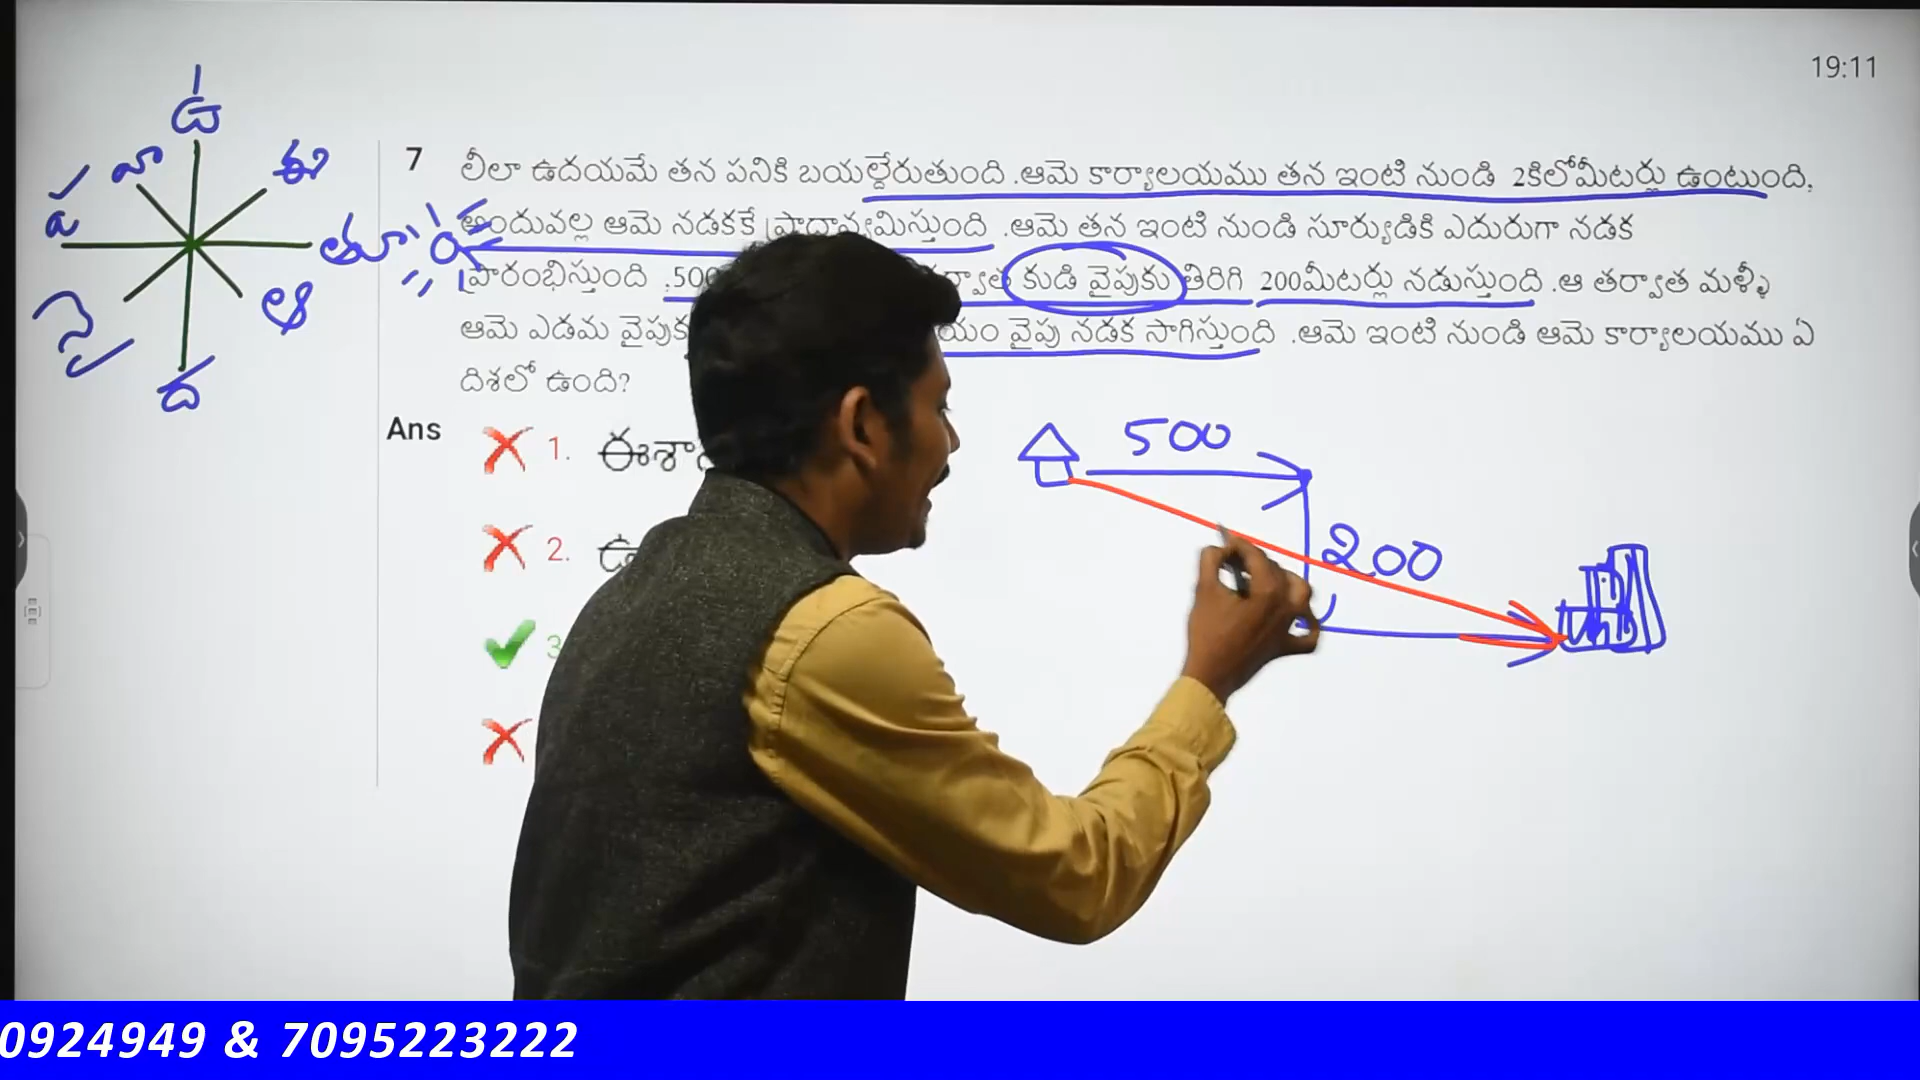 19:11
ఉ
వా
ఈ
ప
తూ
నై
ఆ
ద
7 లీలా ఉదయమే తన పనికి బయల్దేరుతుంది .ఆమె కార్యాలయము తన ఇంటి నుండి 2కిలోమీటర్లు ఉంటుంది,
అందువల్ల ఆమె నడకకే ప్రాధాన్యమిస్తుంది .ఆమె తన ఇంటి నుండి సూర్యుడికి ఎదురుగా నడక
ప్రారంభిస్తుంది .500 కుడి వైపుకు తిరిగి 200మీటర్లు నడుస్తుంది .ఆ తర్వాత మళ్ళీ
ఆమె ఎడమ వైపుకు వైపు నడక సాగిస్తుంది .ఆమె ఇంటి నుండి ఆమె కార్యాలయము ఏ
దిశలో ఉంది?
Ans
1.
2.
3
500
200
0924949 & 7095223222